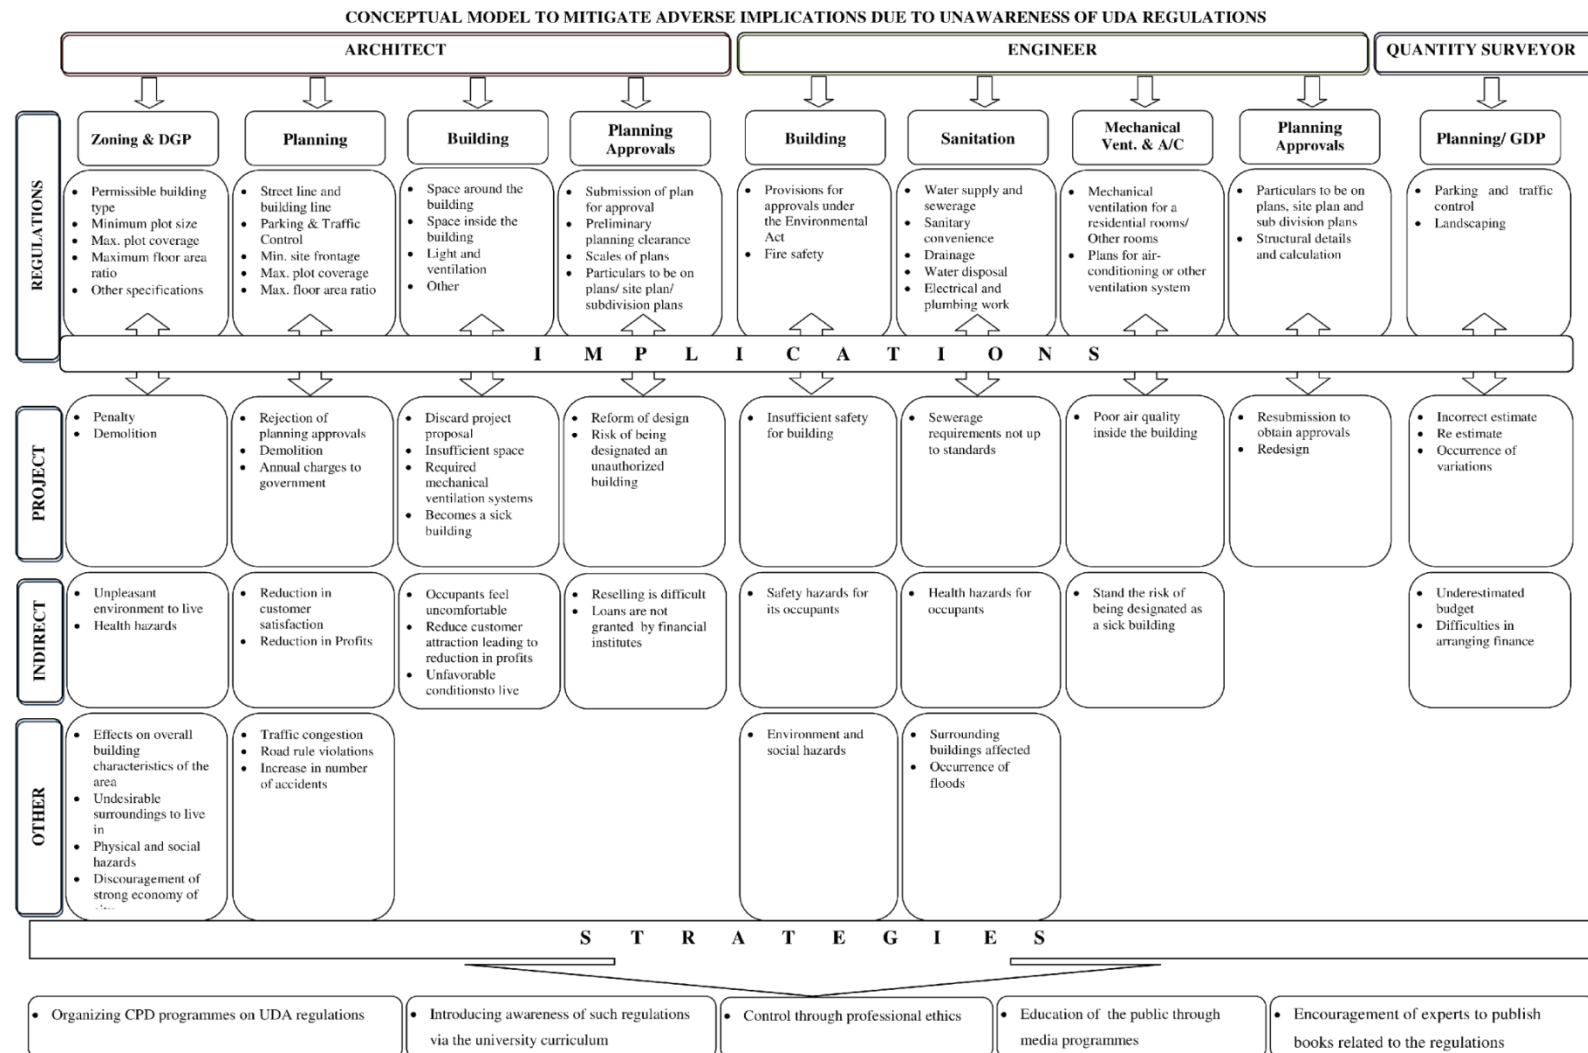 CONCEPTUAL MODEL TO MITIGATE ADVERSE IMPLICATIONS DUE TO UNAWARENESS OF UDA REGULATIONS
ARCHITECT
ENGINEER
QUANTITY SURVEYOR
REGULATIONS
Zoning & DGP
Planning
Building
Planning
Approvals
Building
Sanitation
Mechanical
Vent. & A/C
Planning
Approvals
Planning/ GDP
• Permissible building
type
• Minimum plot size
• Max. plot coverage
• Maximum floor area
ratio
• Other specifications
• Street line and
building line
• Parking & Traffic
Control
• Min. site frontage
• Max. plot coverage
• Max. floor area ratio
• Space around the
building
• Space inside the
building
• Light and
ventilation
• Other
• Submission of plan
for approval
• Preliminary
planning clearance
• Scales of plans
• Particulars to be on
plans/ site plan/
subdivision plans
• Provisions for
approvals under
the Environmental
Act
• Fire safety
• Water supply and
sewerage
• Sanitary
convenience
• Drainage
• Water disposal
• Electrical and
plumbing work
• Mechanical
ventilation for a
residential rooms/
Other rooms
• Plans for air-
conditioning or other
ventilation system
• Particulars to be on
plans, site plan and
sub division plans
• Structural details
and calculation
• Parking and traffic
control
• Landscaping
I M P L I C A T I O N S
PROJECT
• Penalty
• Demolition
• Rejection of
planning approvals
• Demolition
• Annual charges to
government
• Discard project
proposal
• Insufficient space
• Required
mechanical
ventilation systems
• Becomes a sick
building
• Reform of design
• Risk of being
designated an
unauthorized
building
• Insufficient safety
for building
• Sewerage
requirements not up
to standards
• Poor air quality
inside the building
• Resubmission to
obtain approvals
• Redesign
• Incorrect estimate
• Re estimate
• Occurrence of
variations
INDIRECT
• Unpleasant
environment to live
• Health hazards
• Reduction in
customer
satisfaction
• Reduction in Profits
• Occupants feel
uncomfortable
• Reduce customer
attraction leading to
reduction in profits
• Unfavorable
conditionsto live
• Reselling is difficult
• Loans are not
granted by financial
institutes
• Safety hazards for
its occupants
• Health hazards for
occupants
• Stand the risk of
being designated as
a sick building
• Underestimated
budget
• Difficulties in
arranging finance
OTHER
• Effects on overall
building
characteristics of the
area
• Undesirable
surroundings to live
in
• Physical and social
hazards
• Discouragement of
strong economy of
• Traffic congestion
• Road rule violations
• Increase in number
of accidents
• Environment and
social hazards
• Surrounding
buildings affected
• Occurrence of
floods
S T R A T E G I E S
• Organizing CPD programmes on UDA regulations
• Introducing awareness of such regulations
via the university curriculum
• Control through professional ethics
• Education of the public through
media programmes
• Encouragement of experts to publish
books related to the regulations